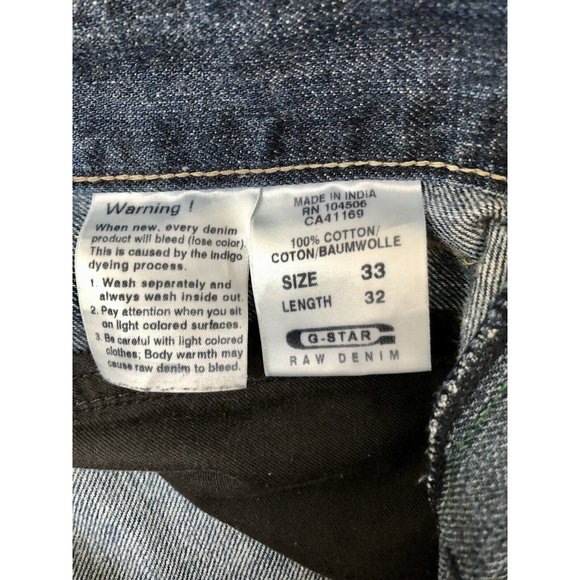 Warning !
When new, every denim
product will bleed (lose color).
This is caused by the indigo
dyeing process.
1. Wash separately and
always wash inside out.
2. Pay attention when you sit
on light colored surfaces.
3. Be careful with light colored
clothes; Body warmth may
cause raw denim to bleed.
MADE IN INDIA
RN 104506
CA41169
100% COTTON/
COTON/BAUMWOLLE
SIZE 33
LENGTH 32
G-STAR
RAW DENIM